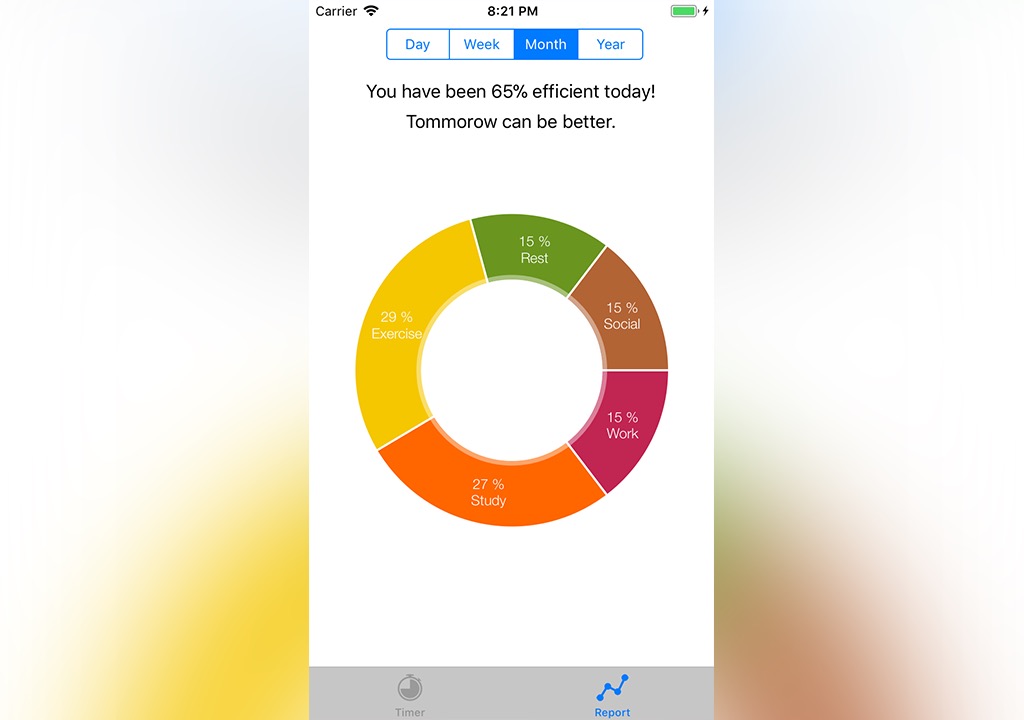 Carrier 8:21 PM
Day Week Month Year
You have been 65% efficient today!
Tommorow can be better.
15 %
Rest
15 %
Social
29 %
Exercise
15 %
Work
27 %
Study
Timer Report